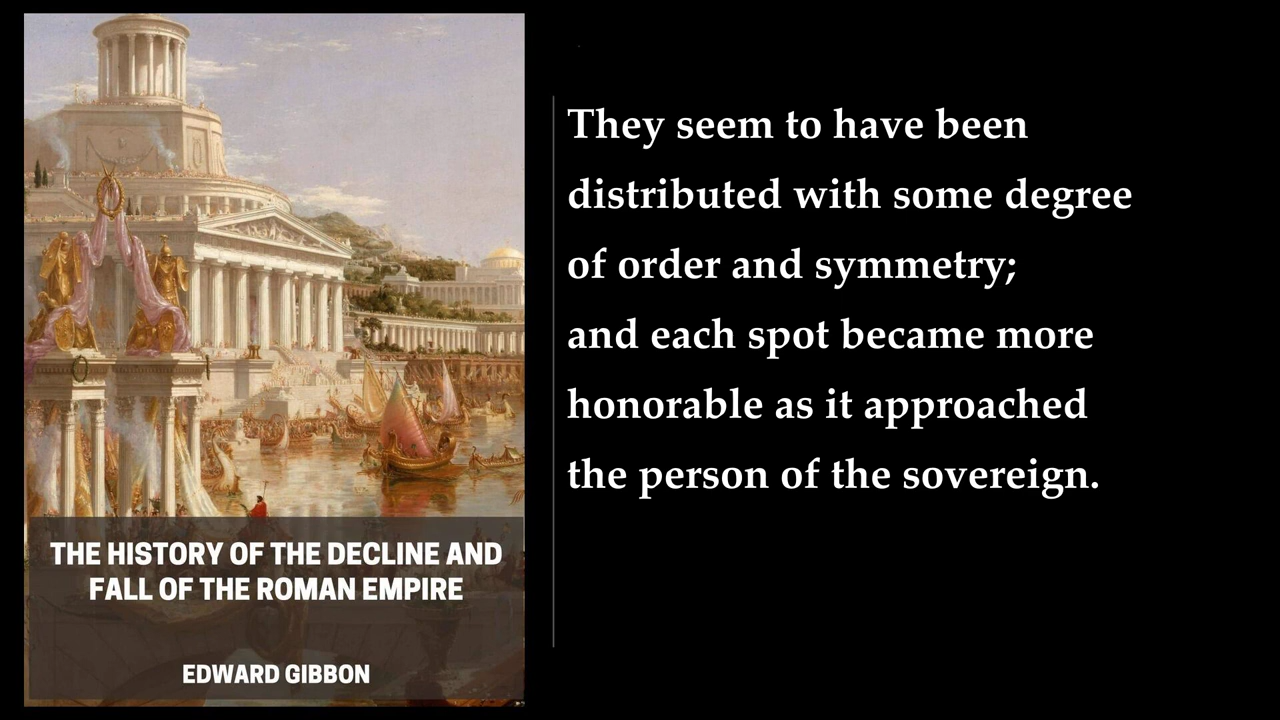 They seem to have been
distributed with some degree
of order and symmetry;
and each spot became more
honorable as it approached
the person of the sovereign.
THE HISTORY OF THE DECLINE AND
FALL OF THE ROMAN EMPIRE
EDWARD GIBBON